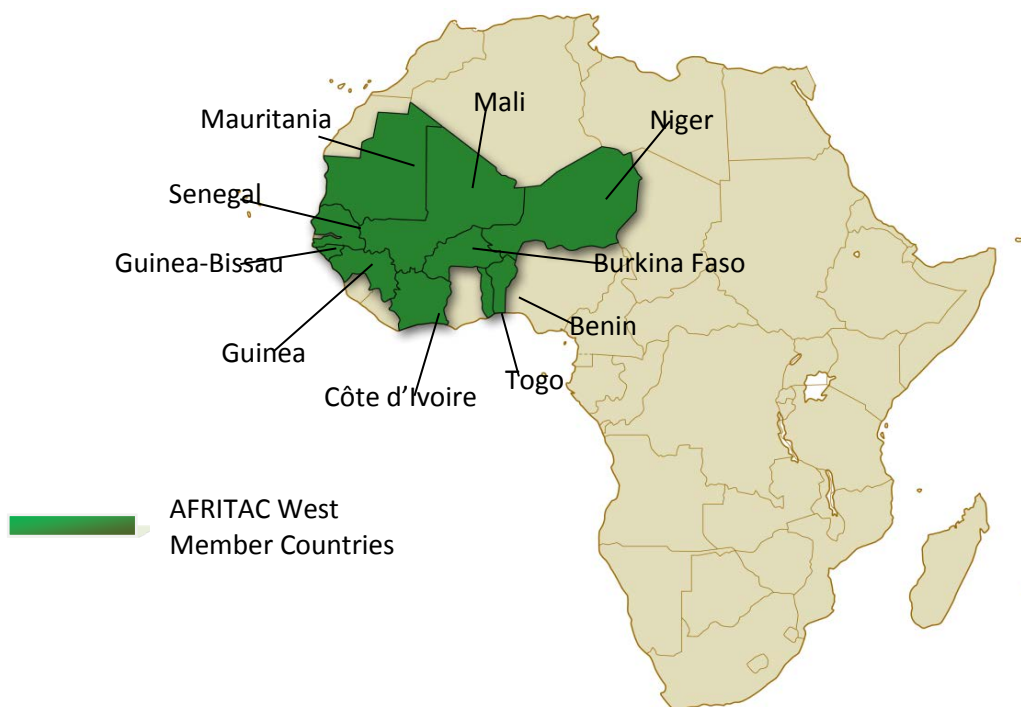 Mali
Mauritania
Niger
Senegal
Guinea-Bissau
Burkina Faso
Benin
Guinea
Togo
Côte d’Ivoire
AFRITAC West
Member Countries